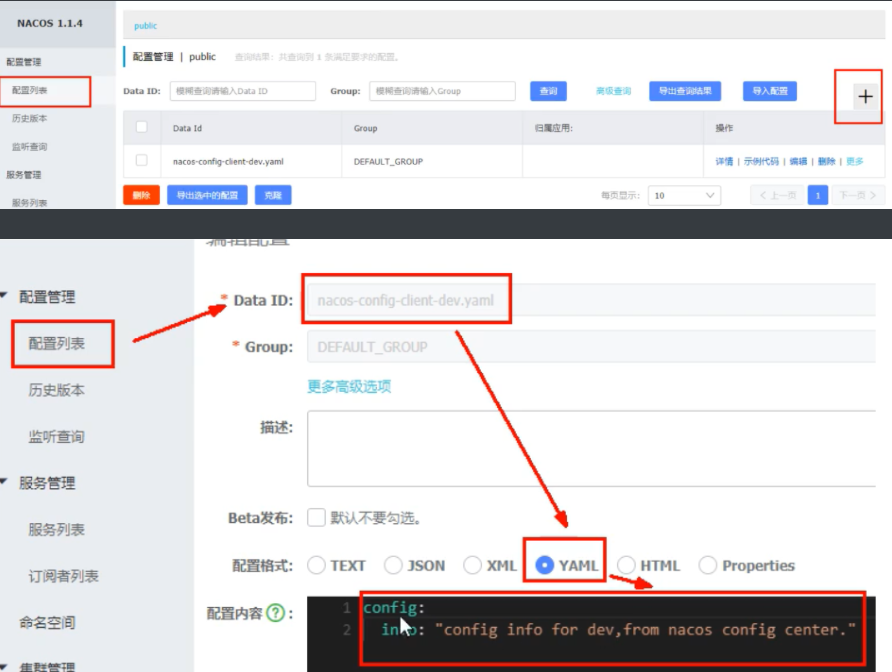 NACOS 1.1.4
public
配置管理
配置管理 | public 查询结果：共查询到 1 条满足要求的配置。
配置列表
Data ID: 模糊查询请输入Data ID Group: 模糊查询请输入Group 查询 高级查询 导出查询结果 导入配置 +
历史版本
Data Id Group 归属应用: 操作
监听查询
nacos-config-client-dev.yaml DEFAULT_GROUP 详情 | 示例代码 | 编辑 | 删除 | 更多
服务管理
服务列表
删除 导出选中的配置 克隆 每页显示: 10 < 上一页 1 下一页 >
编辑配置
配置管理
* Data ID: nacos-config-client-dev.yaml
配置列表
* Group: DEFAULT_GROUP
历史版本
更多高级选项
监听查询
描述:
服务管理
Beta发布: 默认不要勾选。
服务列表
配置格式: TEXT JSON XML YAML HTML Properties
订阅者列表
配置内容 ? :
1 config:
2 info: "config info for dev,from nacos config center."
命名空间
集群管理